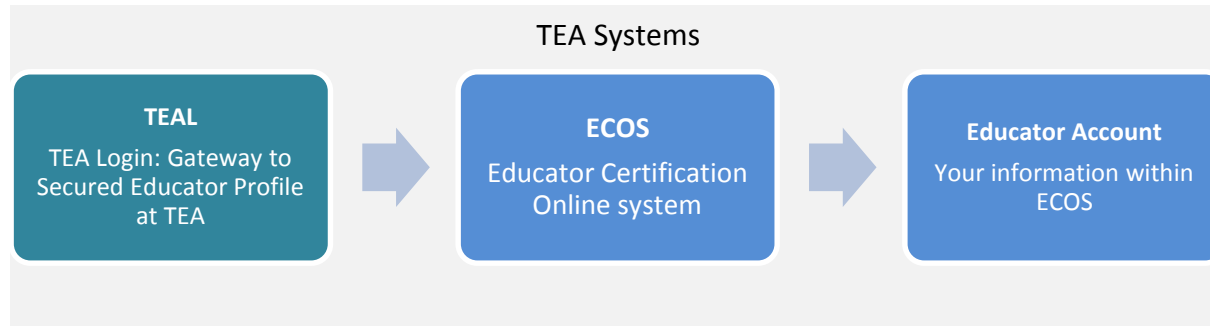 TEA Systems
TEAL
TEA Login: Gateway to
Secured Educator Profile
at TEA
ECOS
Educator Certification
Online system
Educator Account
Your information within
ECOS